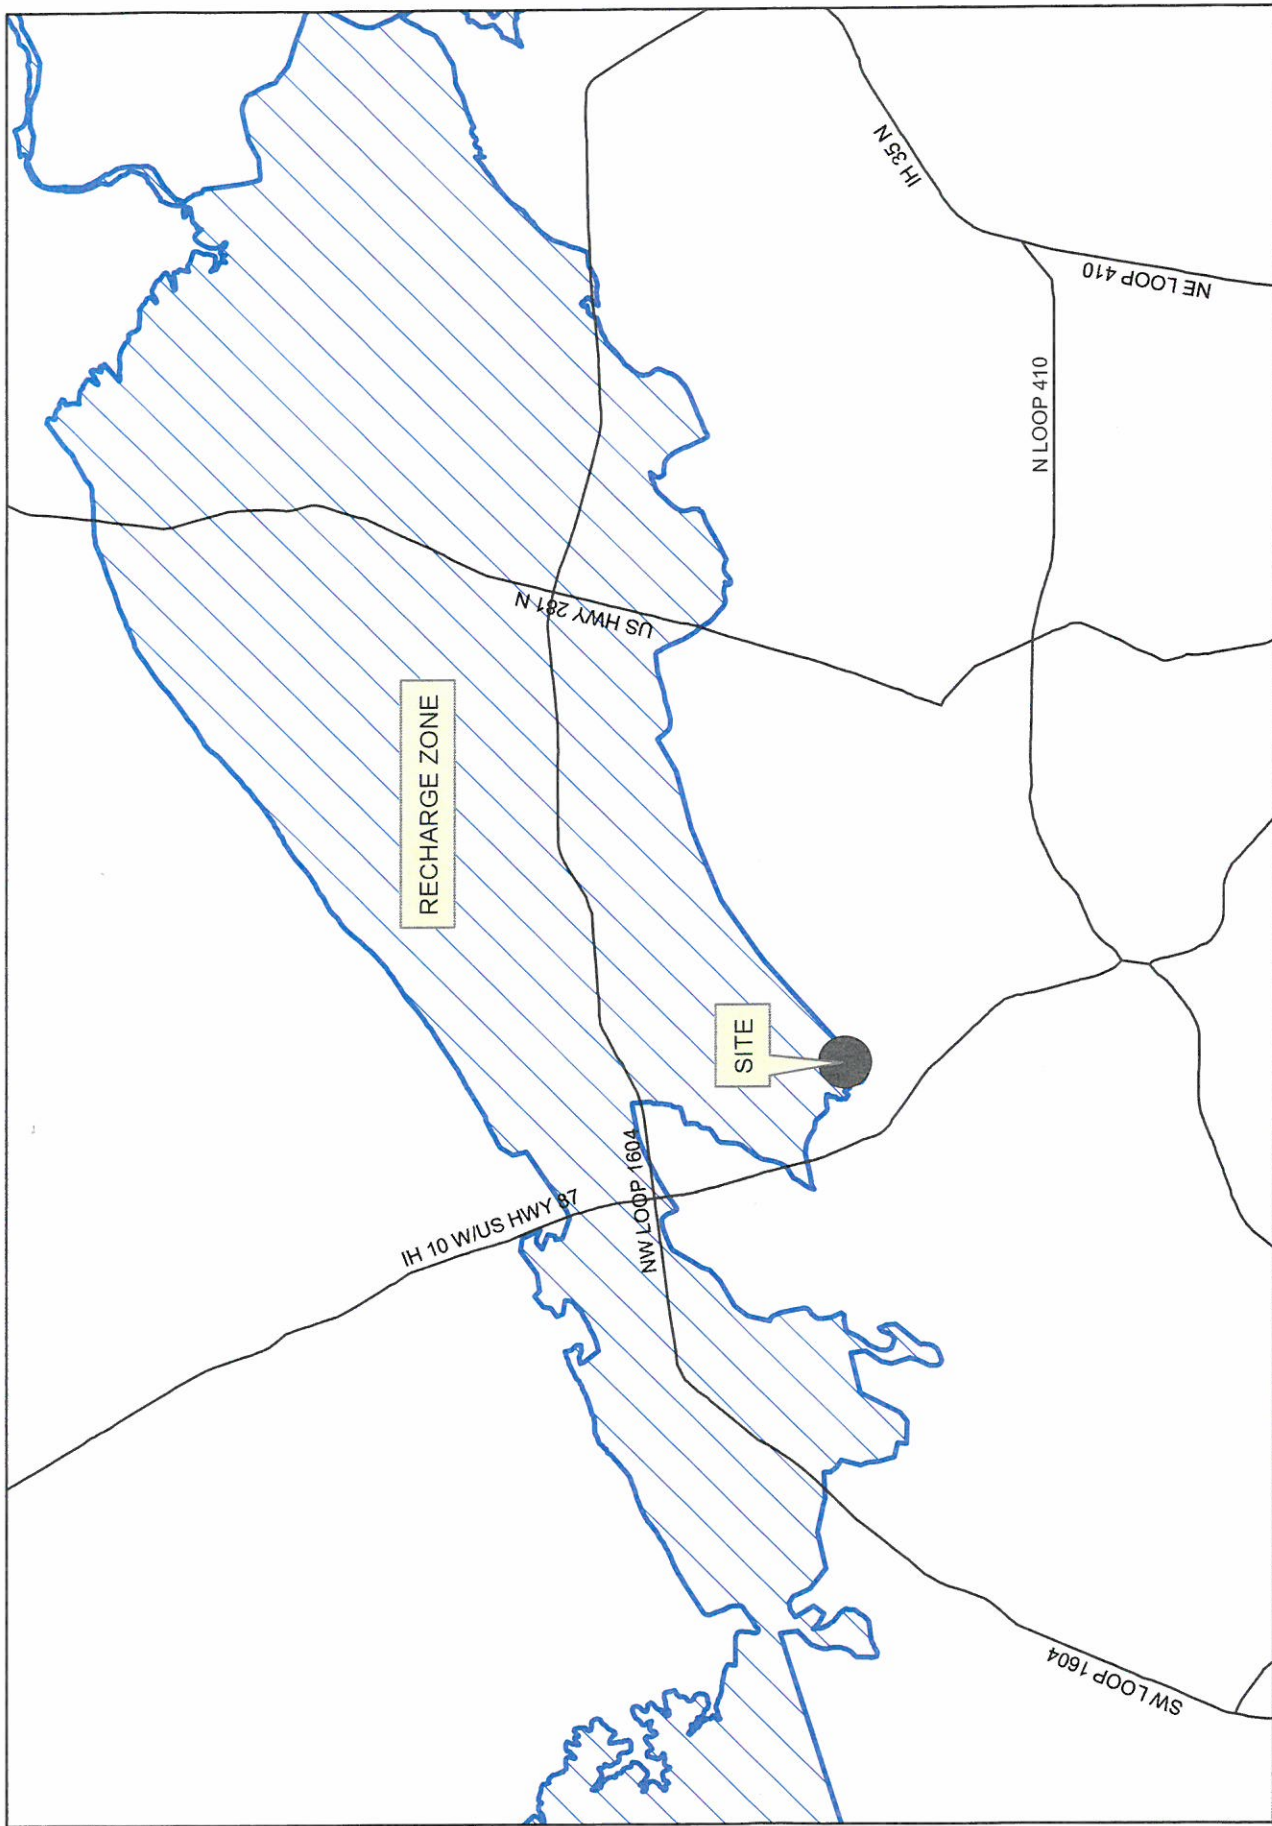 RECHARGE ZONE
US HWY 281 N
IH 35 N
NE LOOP 410
N LOOP 410
SITE
IH 10 W/US HWY 87
NW LOOP 1604
SW LOOP 1604